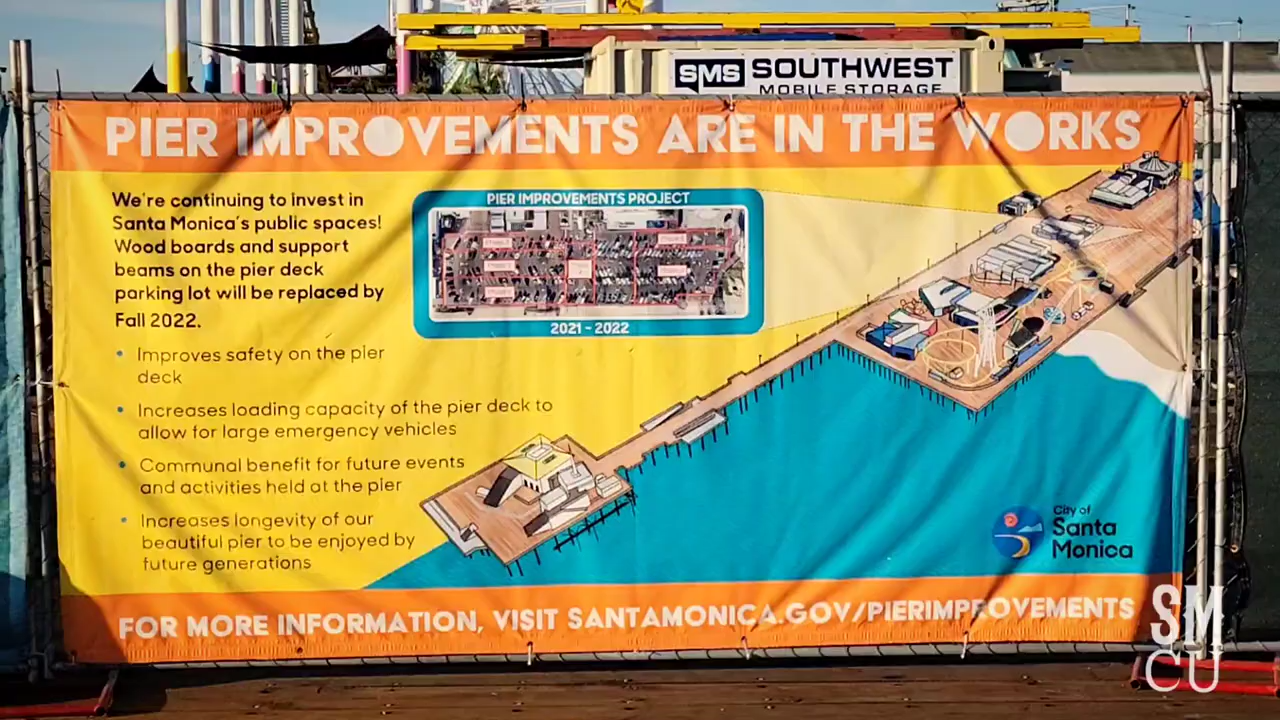 SMS SOUTHWEST
MOBILE STORAGE
PIER IMPROVEMENTS ARE IN THE WORKS
We're continuing to invest in
Santa Monica's public spaces!
Wood boards and support
beams on the pier deck
parking lot will be replaced by
Fall 2022.
• Improves safety on the pier
deck
• Increases loading capacity of the pier deck to
allow for large emergency vehicles
• Communal benefit for future events
and activities held at the pier
• Increases longevity of our
beautiful pier to be enjoyed by
future generations
PIER IMPROVEMENTS PROJECT
2021 - 2022
City of
Santa
Monica
FOR MORE INFORMATION, VISIT SANTAMONICA.GOV/PIERIMPROVEMENTS
SM
CU